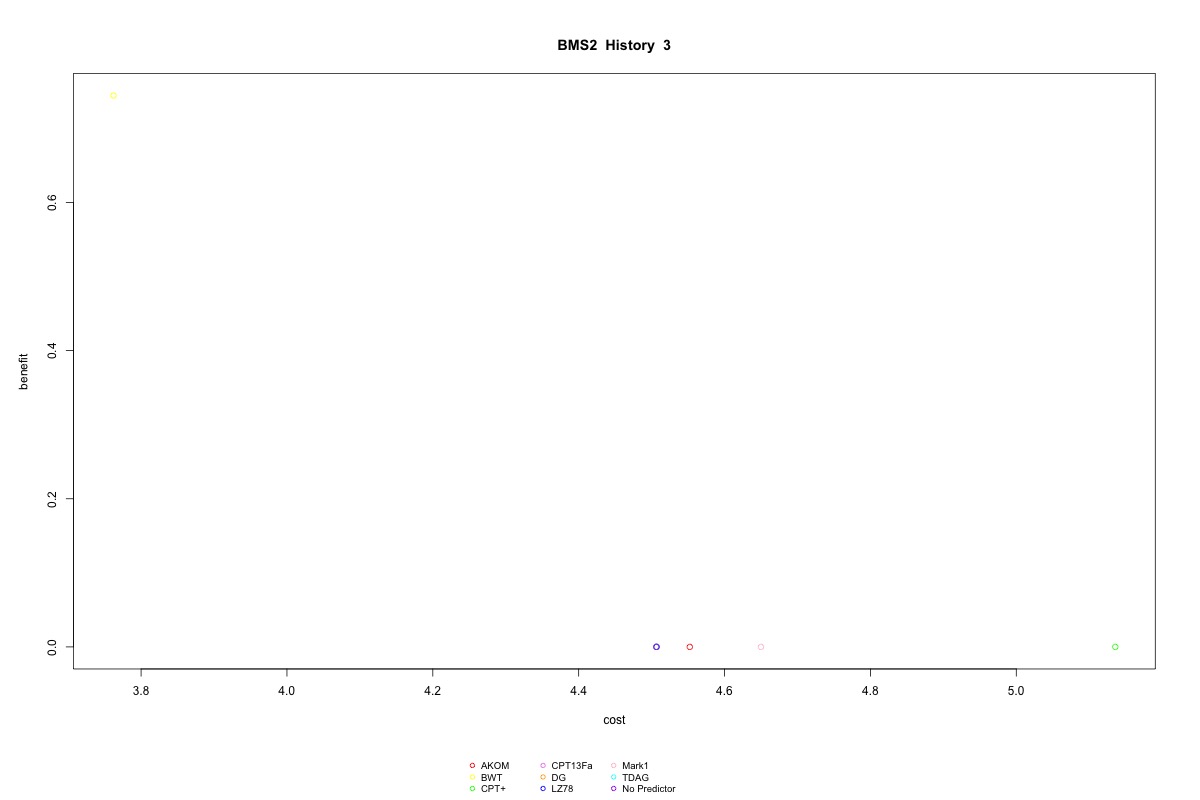 BMS2 History 3
benefit
0.6
0.4
0.2
0.0
3.8 4.0 4.2 4.4 4.6 4.8 5.0
cost
AKOM CPT13Fa Mark1
BWT DG TDAG
CPT+ LZ78 No Predictor